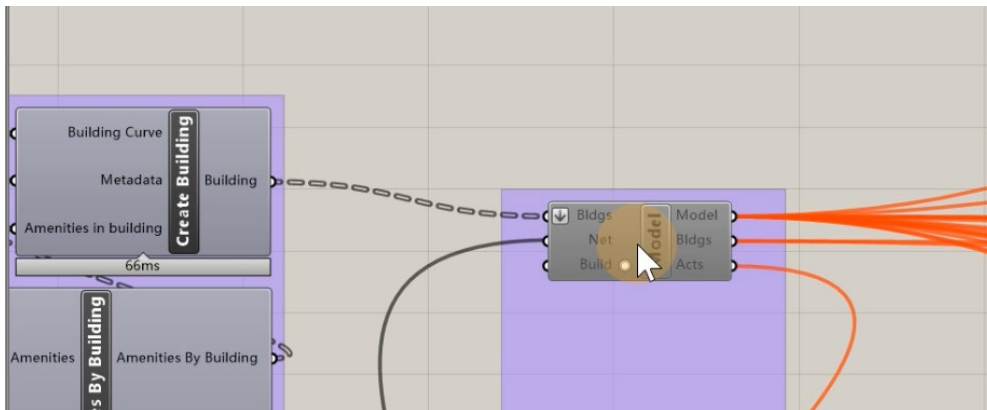 Building Curve
Metadata
Amenities in building
Create Building
Building
66ms
Amenities
s By Building
Amenities By Building
Bldgs
Net
Build
Model
Model
Bldgs
Acts